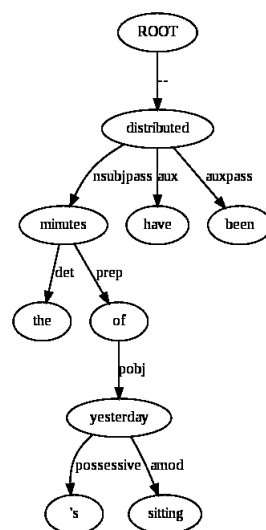 ROOT
--
distributed
nsubjpass aux auxpass
minutes have been
det prep
the of
pobj
yesterday
possessive amod
's sitting